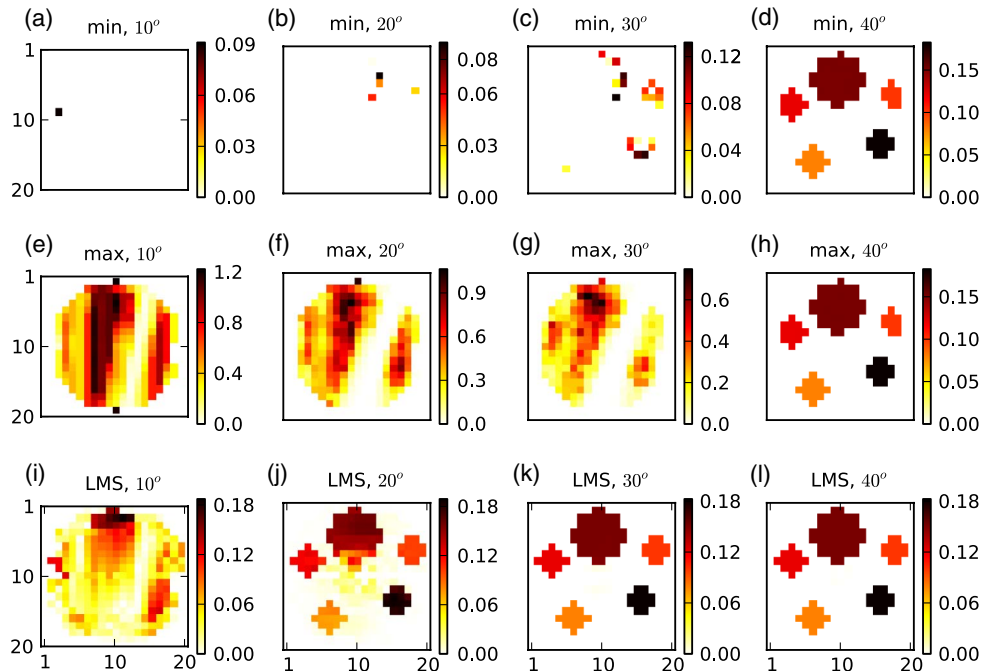 (a) min, 10° (b) min, 20° (c) min, 30° (d) min, 40°
1 0.09 0.08 0.12 0.15
0.06 0.06 0.08 0.10
10 0.03 0.03 0.04 0.05
20 0.00 0.00 0.00 0.00
(e) max, 10° (f) max, 20° (g) max, 30° (h) max, 40°
1 1.2 0.9 0.6 0.15
0.8 0.6 0.4 0.10
10 0.4 0.3 0.2 0.05
20 0.0 0.0 0.0 0.00
(i) LMS, 10° (j) LMS, 20° (k) LMS, 30° (l) LMS, 40°
1 0.18 0.18 0.18 0.18
0.12 0.12 0.12 0.12
10 0.06 0.06 0.06 0.06
20 0.00 0.00 0.00 0.00
1 10 20 1 10 20 1 10 20 1 10 20